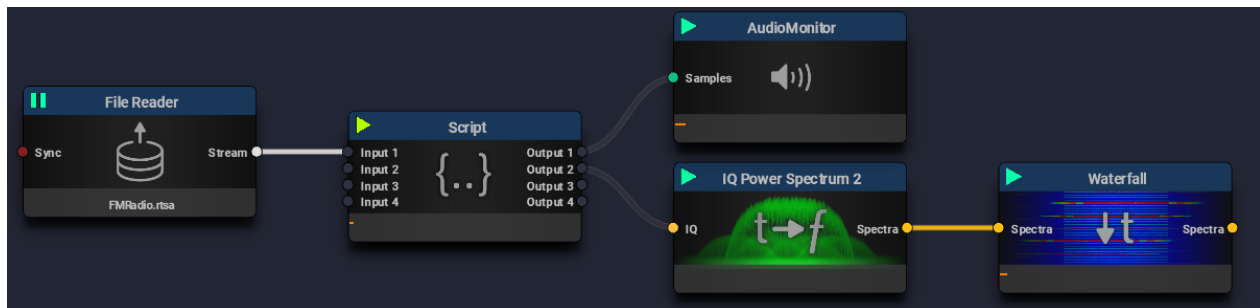 File Reader
Sync
Stream
FMRadio.rtsa
Script
Input 1
Output 1
Input 2
Output 2
Input 3
Output 3
Input 4
Output 4
{..}
AudioMonitor
Samples
IQ Power Spectrum 2
IQ
t→f
Spectra
Waterfall
Spectra
↓t
Spectra